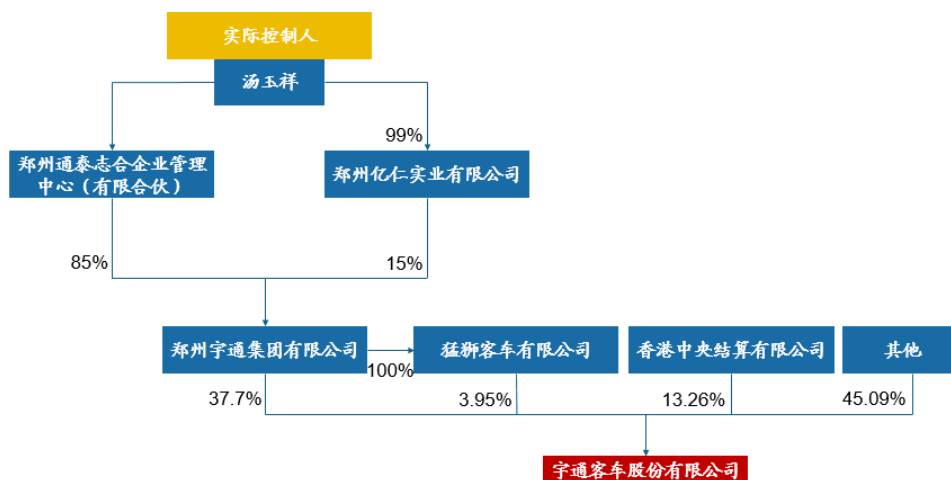 实际控制人
汤玉祥
99%
郑州通泰志合企业管理
中心（有限合伙）
郑州亿仁实业有限公司
85%
15%
郑州宇通集团有限公司
100%
猛狮客车有限公司
香港中央结算有限公司
其他
37.7%
3.95%
13.26%
45.09%
宇通客车股份有限公司